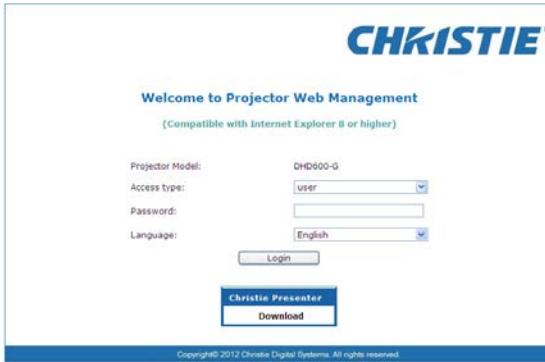 CHRISTIE
Welcome to Projector Web Management
(Compatible with Internet Explorer 8 or higher)
Projector Model: DHD600-G
Access type: user
Password:
Language: English
Login
Christie Presenter
Download
Copyright© 2012 Christie Digital Systems. All rights reserved.